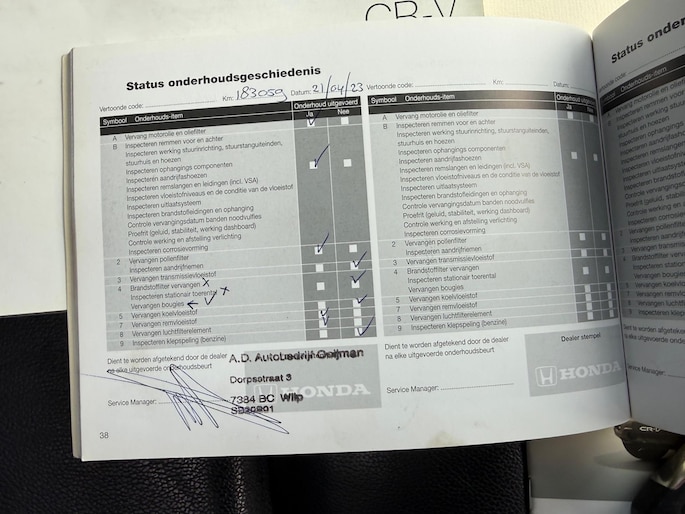 CR-V
Status onderhoudsgeschiedenis
Vertoonde code: Km: 183059 Datum: 21/04/23
Symbool Onderhouds-item Onderhoud uitgevoerd
Ja Nee
A Vervang motorolie en oliefilter
B Inspecteren remmen voor en achter
Inspecteren werking stuurinrichting, stuurstanguiteinden,
stuurhuis en hoezen
Inspecteren ophangings componenten
Inspecteren aandrijfashoezen
Inspecteren remslangen en leidingen (incl. VSA)
Inspecteren vloeistofniveaus en de conditie van de vloeistof
Inspecteren uitlaatsysteem
Inspecteren brandstofleidingen en ophanging
Controle vervangingsdatum banden noodvulfles
Proefrit (geluid, stabiliteit, werking dashboard)
Controle werking en afstelling verlichting
Inspecteren corrosievorming
2 Vervangen pollenfilter
Inspecteren aandrijfriemen
3 Vervangen transmissievloeistof
4 Brandstoffilter vervangen x
Inspecteren stationair toerental x
Vervangen bougies
5 Vervangen koelvloeistof
7 Vervangen remvloeistof
8 Vervangen luchtfilterelement
9 Inspecteren klepspeling (benzine)
Dient te worden afgetekend door de dealer
na elke uitgevoerde onderhoudsbeurt
A.D. Autobedrijf Ooijman
Dorpsstraat 3
7384 BC Wilp
HONDA
Service Manager:
38
Vertoonde code: Km: Datum:
Symbool Onderhouds-item Onderhoud uitgevoerd
Ja
A Vervang motorolie en oliefilter
B Inspecteren remmen voor en achter
Inspecteren werking stuurinrichting, stuurstanguiteinden,
stuurhuis en hoezen
Inspecteren ophangings componenten
Inspecteren aandrijfashoezen
Inspecteren remslangen en leidingen (incl. VSA)
Inspecteren vloeistofniveaus en de conditie van de vloeistof
Inspecteren uitlaatsysteem
Inspecteren brandstofleidingen en ophanging
Controle vervangingsdatum banden noodvulfles
Proefrit (geluid, stabiliteit, werking dashboard)
Controle werking en afstelling verlichting
Inspecteren corrosievorming
2 Vervangen pollenfilter
Inspecteren aandrijfriemen
3 Vervangen transmissievloeistof
4 Brandstoffilter vervangen
Inspecteren stationair toerental
Vervangen bougies
5 Vervangen koelvloeistof
7 Vervangen remvloeistof
8 Vervangen luchtfilterelement
9 Inspecteren klepspeling (benzine)
Dient te worden afgetekend door de dealer
na elke uitgevoerde onderhoudsbeurt
Dealer stempel
HONDA
Service Manager:
Status onder
Vertoonde code:
Symbool Onderhouds-
A Vervang
B
CR-V